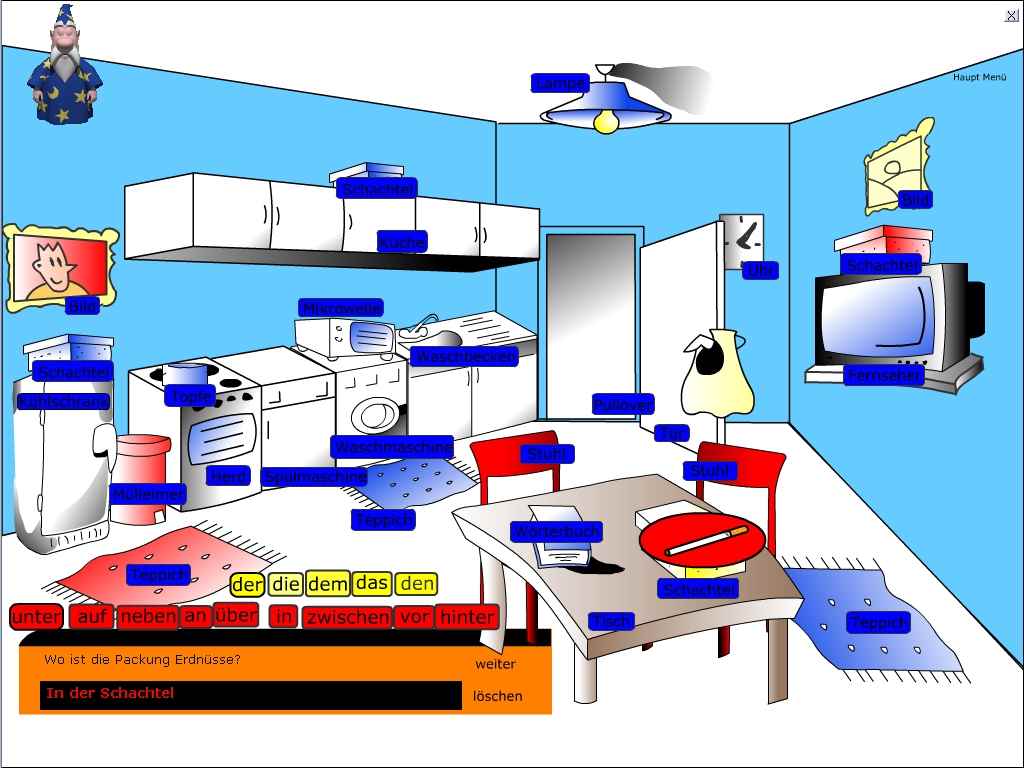 Haupt Menü
Lampe
Schachtel
Bild
Küche
Schachtel
Uhr
Bild
Mikrowelle
Waschbecken
Schachtel
Fernseher
Kühlschrank
Töpfe
Pullover
Tür
Waschmaschine
Stuhl
Stuhl
Herd
Spülmaschine
Mülleimer
Teppich
Wörterbuch
Teppich
Schachtel
der die dem das den
Tisch
Teppich
unter auf neben an über in zwischen vor hinter
Wo ist die Packung Erdnüsse?
weiter
In der Schachtel
löschen